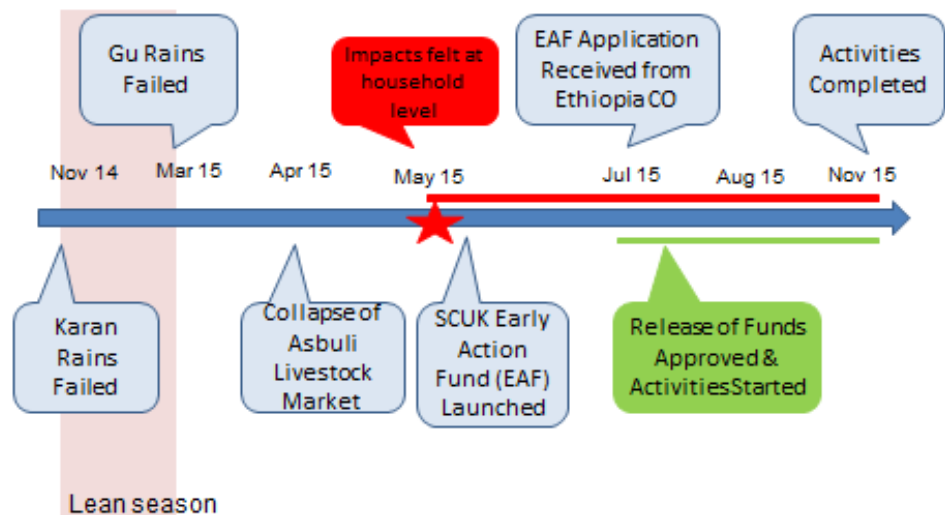 Gu Rains
Failed
Impacts felt at
household
level
EAF Application
Received from
Ethiopia CO
Activities
Completed
Nov 14
Mar 15
Apr 15
May 15
Jul 15
Aug 15
Nov 15
Karan
Rains
Failed
Collapse of
Asbuli
Livestock
Market
SCUK Early
Action
Fund (EAF)
Launched
Release of Funds
Approved &
ActivitiesStarted
Lean season